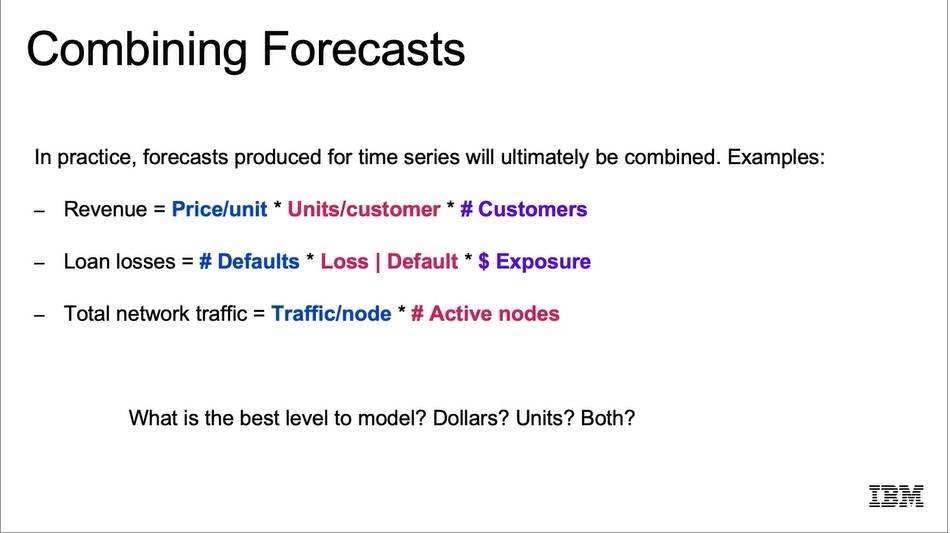 Combining Forecasts
In practice, forecasts produced for time series will ultimately be combined. Examples:
– Revenue = Price/unit * Units/customer * # Customers
– Loan losses = # Defaults * Loss | Default * $ Exposure
– Total network traffic = Traffic/node * # Active nodes
What is the best level to model? Dollars? Units? Both?
IBM